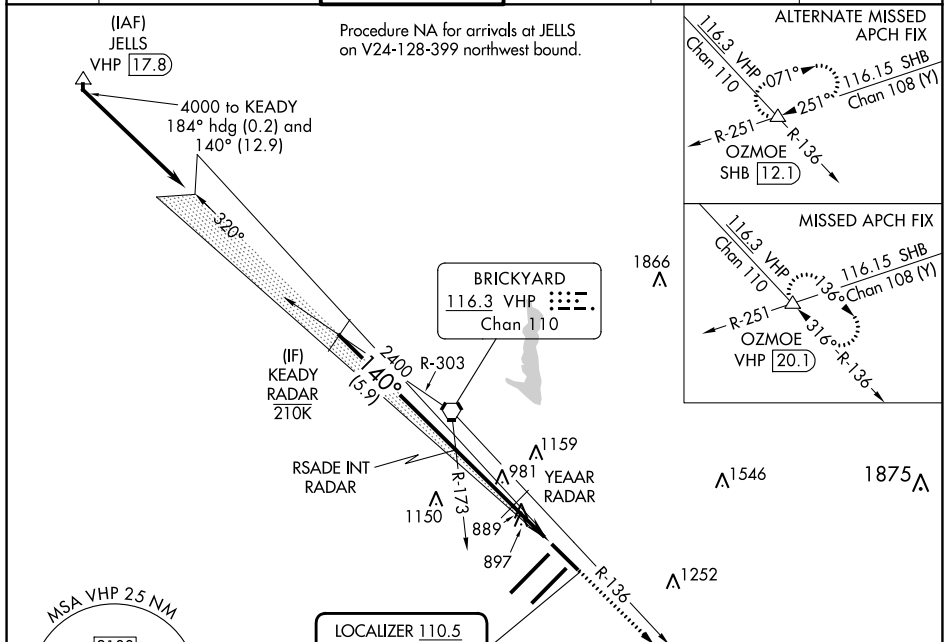 (IAF)
JELLS
VHP 17.8
Procedure NA for arrivals at JELLS
on V24-128-399 northwest bound.
4000 to KEADY
184° hdg (0.2) and
140° (12.9)
320°
ALTERNATE MISSED
APCH FIX
116.3 VHP
Chan 110
071°
116.15 SHB
Chan 108 (Y)
251°
R-251
R-136
OZMOE
SHB 12.1
MISSED APCH FIX
116.3 VHP
Chan 110
136°
116.15 SHB
Chan 108 (Y)
R-251
316°
R-136
OZMOE
VHP 20.1
1866
BRICKYARD
116.3 VHP
Chan 110
(IF)
KEADY
RADAR
210K
2400
140°
(5.9)
R-303
RSADE INT
RADAR
R-173
1159
981
YEAAR
RADAR
1150
889
897
1546
1875
1252
R-136
MSA VHP 25 NM
LOCALIZER 110.5